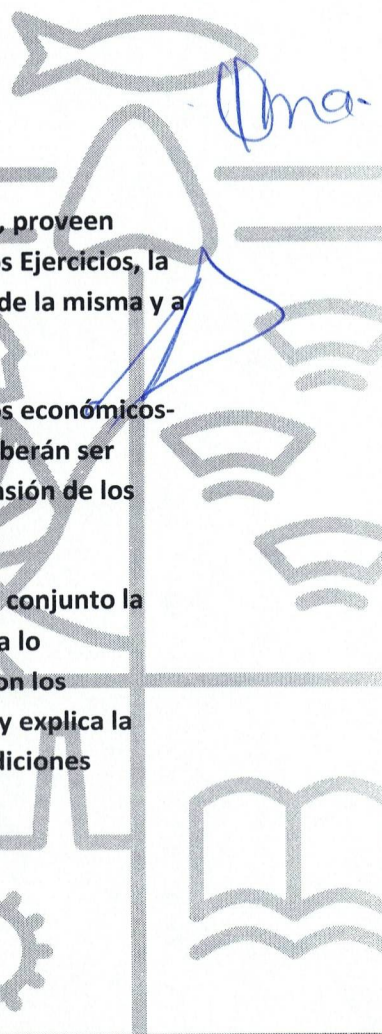 , proveen
s Ejercicios, la
de la misma y a
s económicos-
berán ser
nsión de los
conjunto la
a lo
on los
y explica la
diciones